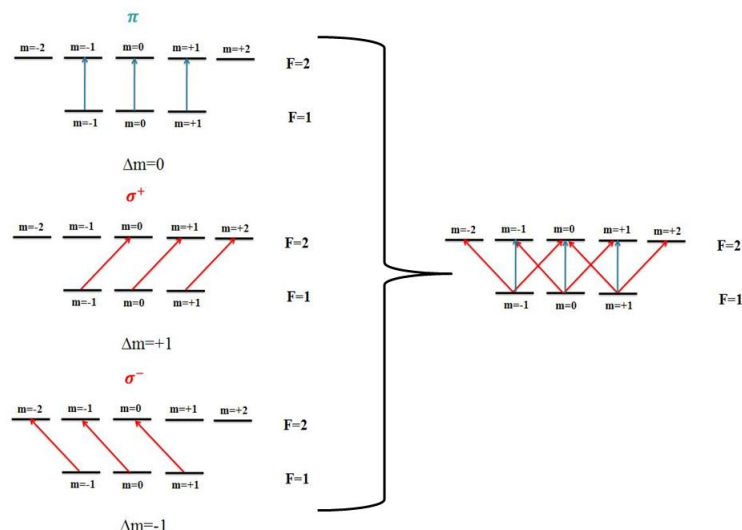 π
m=-2 m=-1 m=0 m=+1 m=+2
F=2
F=1
m=-1 m=0 m=+1
Δm=0
σ⁺
m=-2 m=-1 m=0 m=+1 m=+2
F=2
F=1
m=-1 m=0 m=+1
Δm=+1
σ⁻
m=-2 m=-1 m=0 m=+1 m=+2
F=2
F=1
m=-1 m=0 m=+1
Δm=-1
m=-2 m=-1 m=0 m=+1 m=+2
F=2
F=1
m=-1 m=0 m=+1